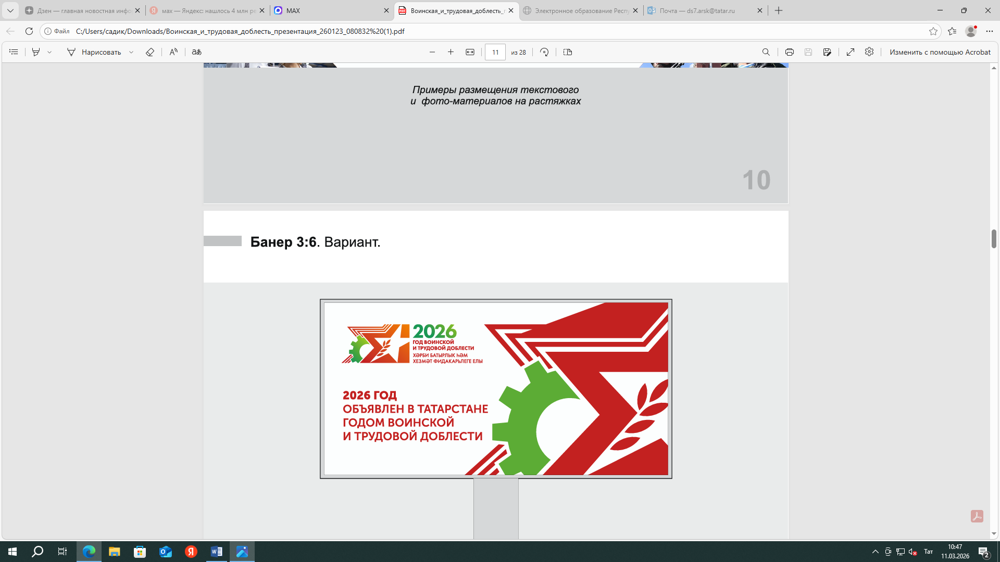 Дзен — главная новостная инфо
мах — Яндекс: нашлось 4 млн ре
MAX
Воинская_и_трудовая_доблесть_п
Электронное образование Респу
Почта — ds7.arsk@tatar.ru
Файл
C:/Users/садик/Downloads/Воинская_и_трудовая_доблесть_презентация_260123_080832%20(1).pdf
Нарисовать
11
из 28
Изменить с помощью Acrobat
Примеры размещения текстового
и фото-материалов на растяжках
10
Банер 3:6. Вариант.
2026
ГОД ВОИНСКОЙ
И ТРУДОВОЙ ДОБЛЕСТИ
ХӘРБИ БАТЫРЛЫК ҺӘМ
ХЕЗМӘТ ФИДАКАРЬЛЕГЕ ЕЛЫ
2026 ГОД
ОБЪЯВЛЕН В ТАТАРСТАНЕ
ГОДОМ ВОИНСКОЙ
И ТРУДОВОЙ ДОБЛЕСТИ
Тат
10:47
11.03.2026
2